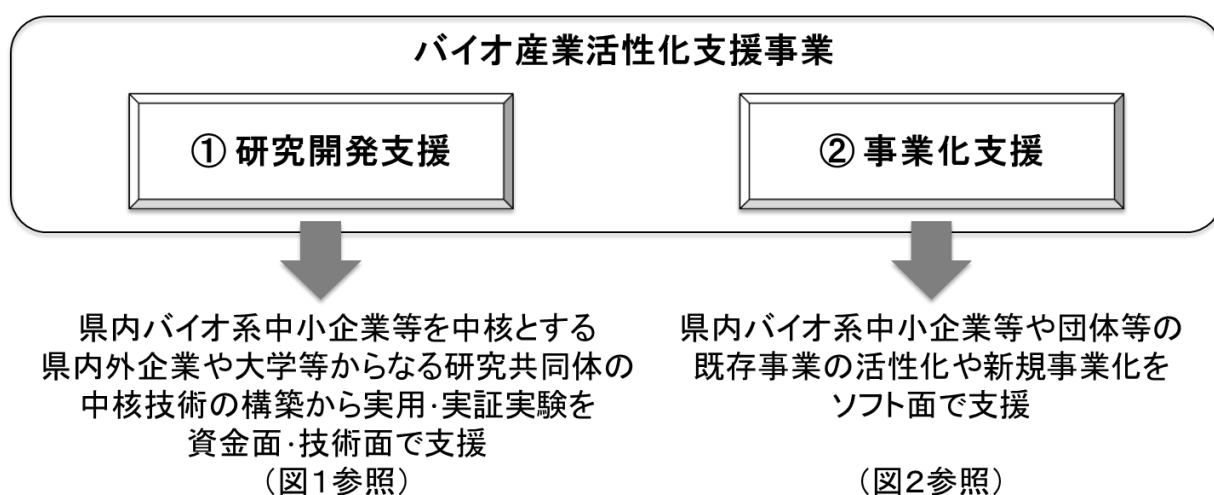 バイオ産業活性化支援事業
① 研究開発支援
② 事業化支援
県内バイオ系中小企業等を中核とする
県内外企業や大学等からなる研究共同体の
中核技術の構築から実用・実証実験を
資金面・技術面で支援
（図１参照）
県内バイオ系中小企業等や団体等の
既存事業の活性化や新規事業化を
ソフト面で支援
（図２参照）